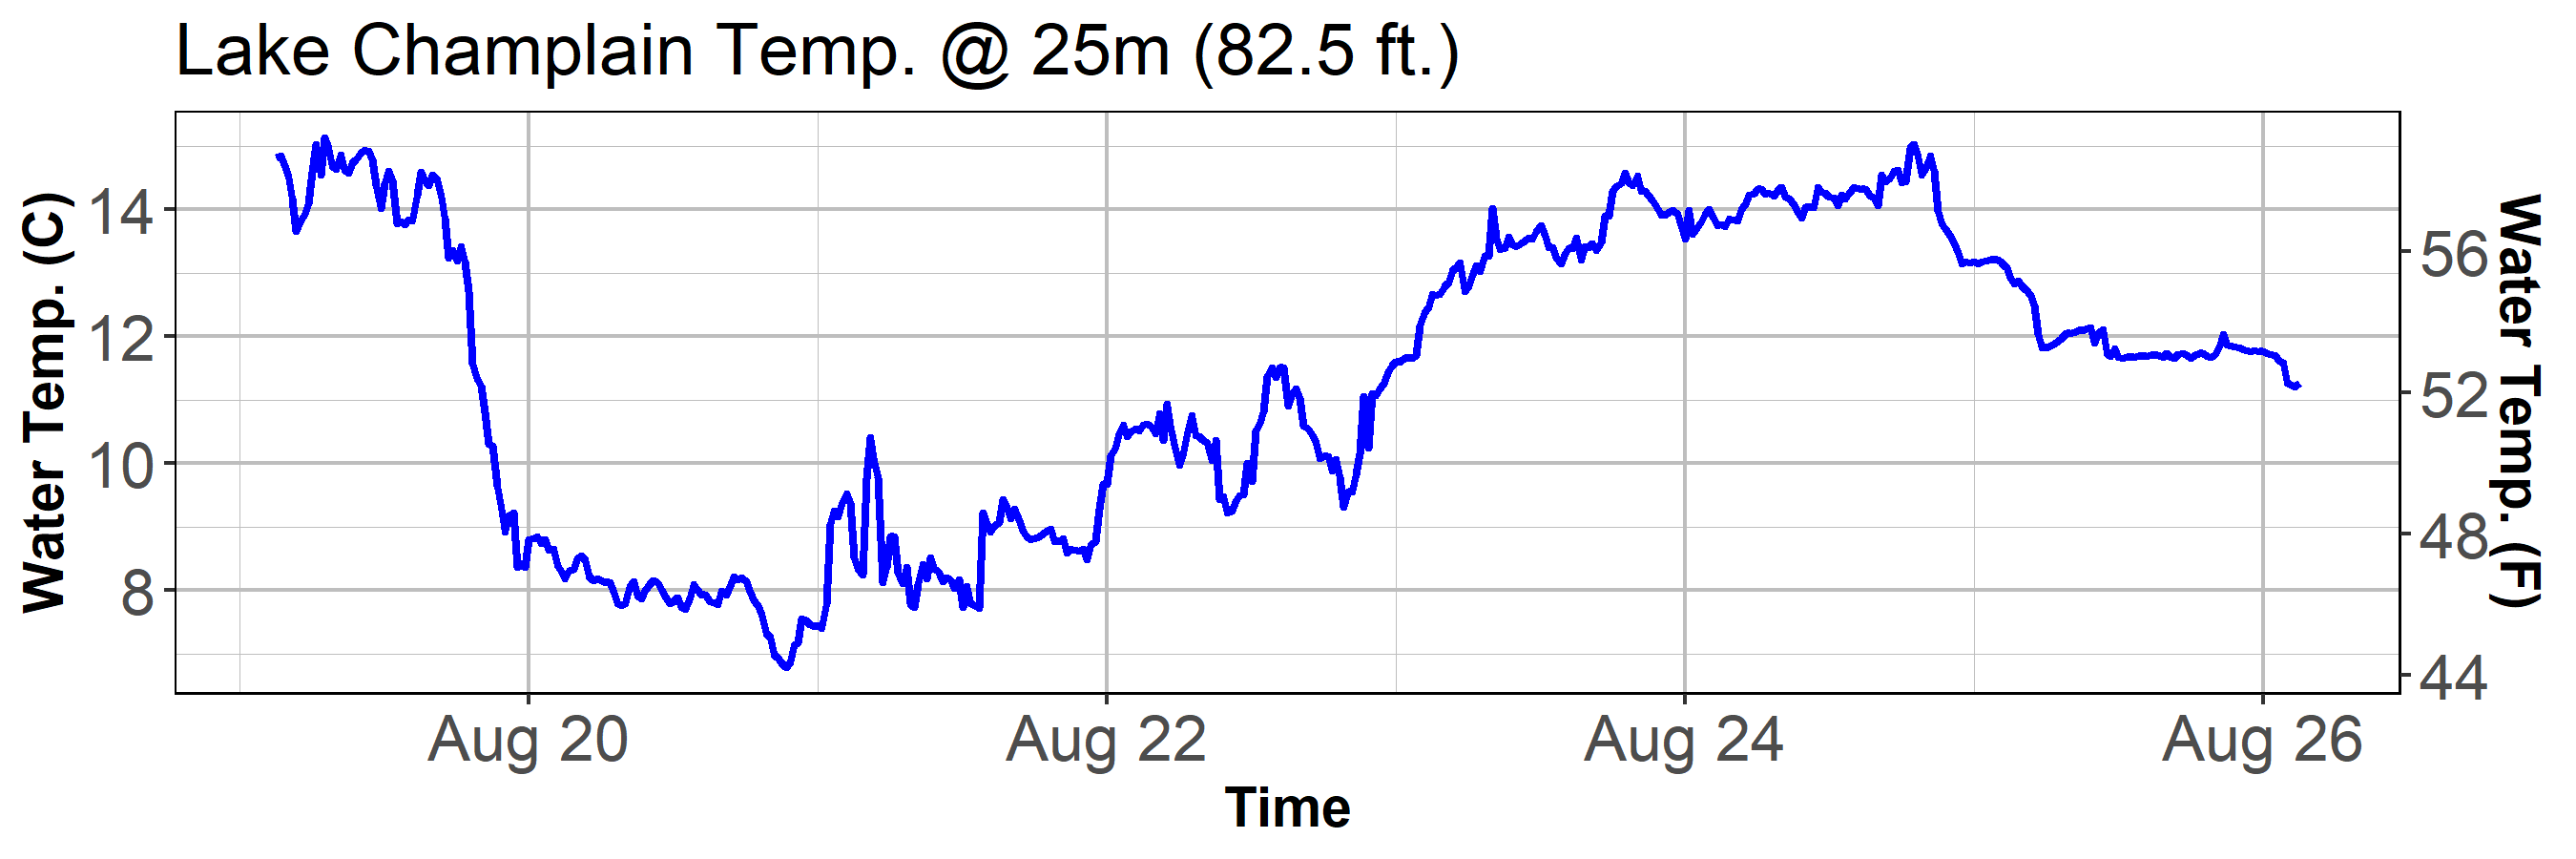 Lake Champlain Temp. @ 25m (82.5 ft.)
Water Temp. (C)
14
12
10
8
56
52
48
44
Water Temp. (F)
Aug 20 Aug 22 Aug 24 Aug 26
Time